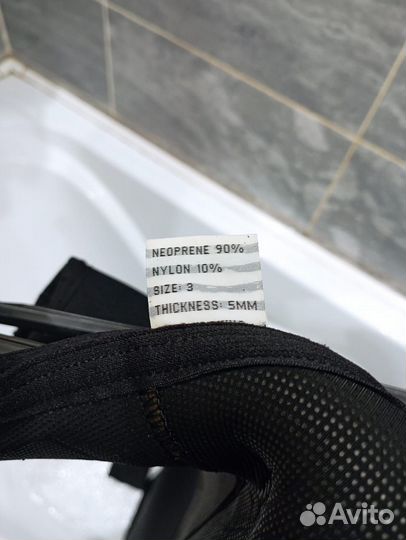 NEOPRENE 90%
NYLON 10%
SIZE: 3
THICKNESS: 5MM
Avito